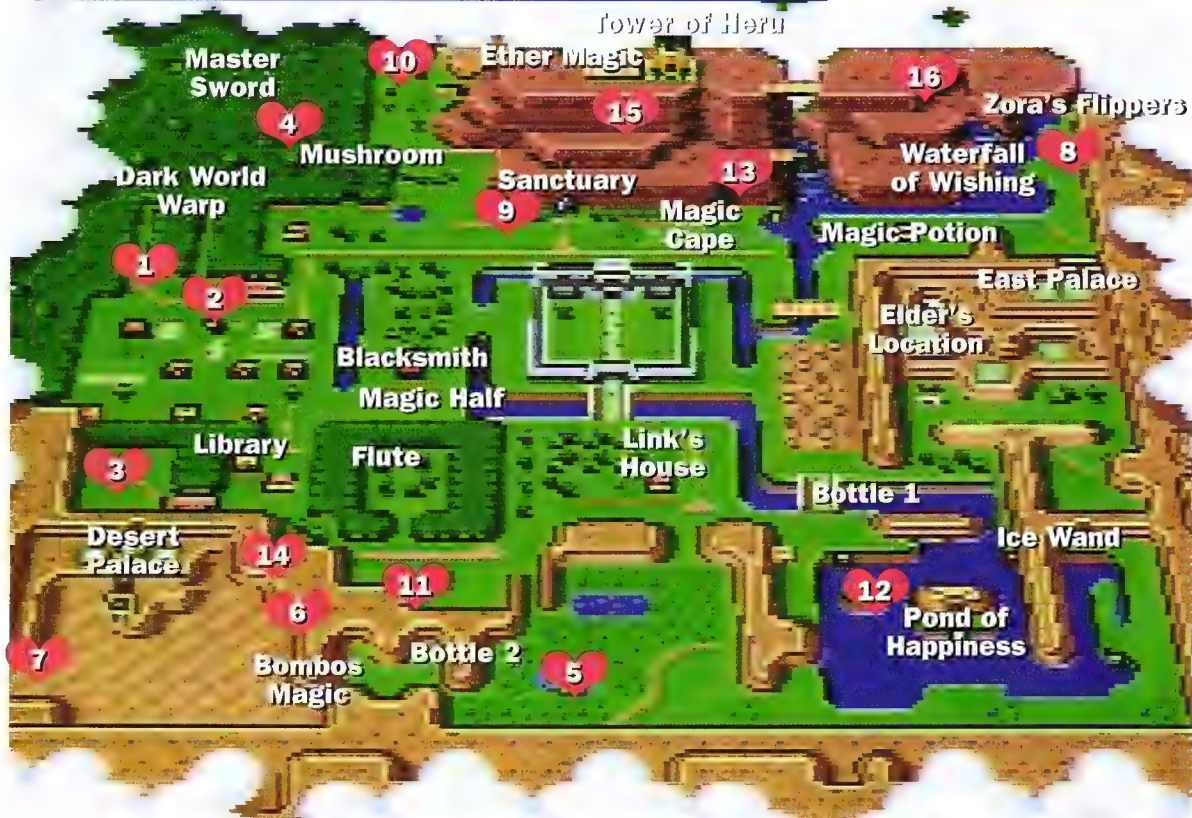 Tower of Heru
Master
Sword
10
Ether Magic
16
4
15
Zora's Flippers
Mushroom
8
Waterfall
of Wishing
Dark World
Warp
Sanctuary
13
9
Magic
Cape
Magic Potion
1
2
East Palace
Elder's
Location
Blacksmith
Magic Half
Library
Flute
Link's
House
3
Bottle 1
Desert
Palace
14
Ice Wand
11
12
6
Pond of
Happiness
7
Bombos
Magic
Bottle 2
5